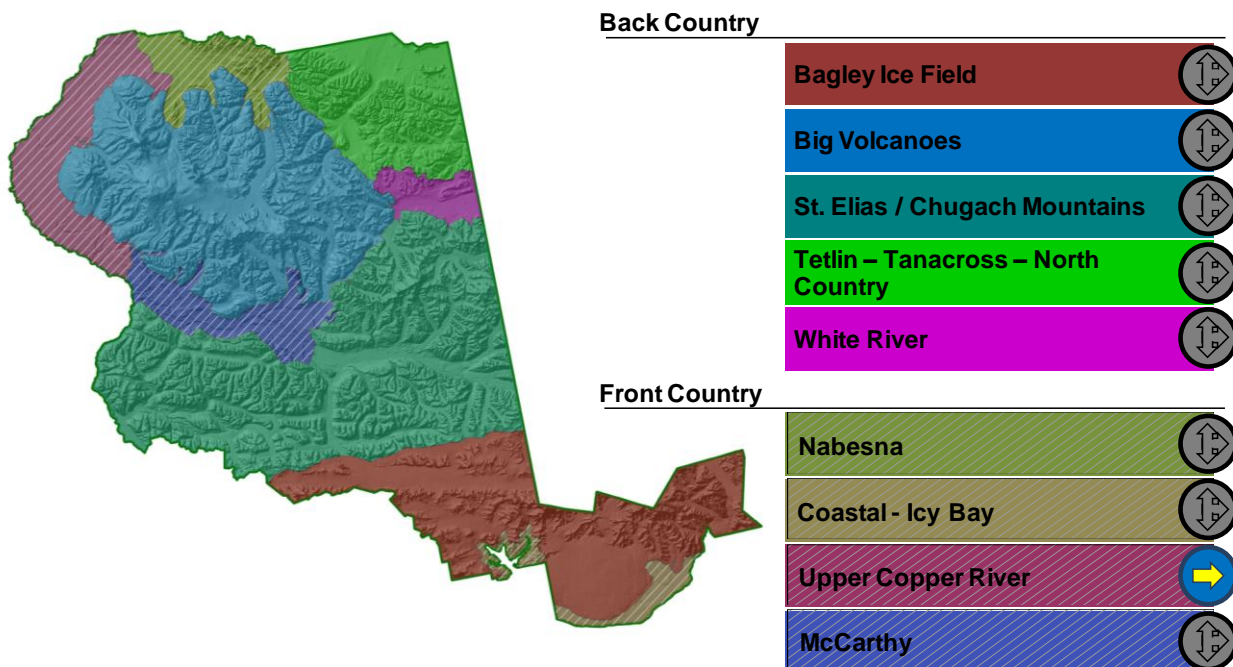 Back Country
Bagley Ice Field
Big Volcanoes
St. Elias / Chugach Mountains
Tetlin – Tanacross – North
Country
White River
Front Country
Nabesna
Coastal - Icy Bay
Upper Copper River
McCarthy